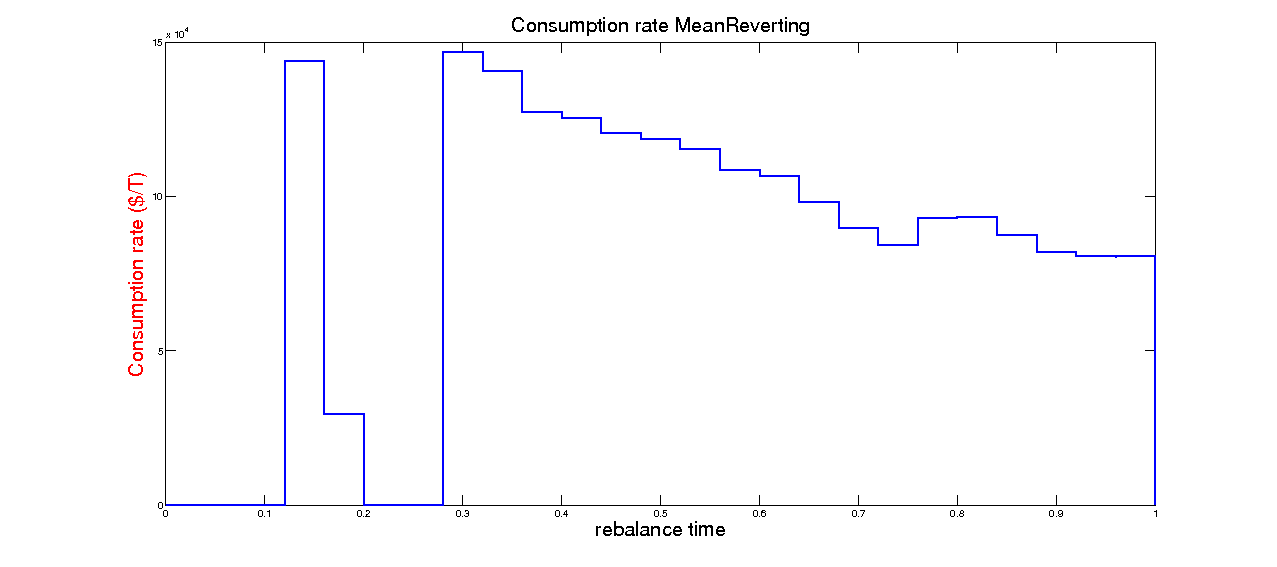 Consumption rate MeanReverting
x 10^4
15
10
5
0
Consumption rate ($/T)
0 0.1 0.2 0.3 0.4 0.5 0.6 0.7 0.8 0.9 1
rebalance time